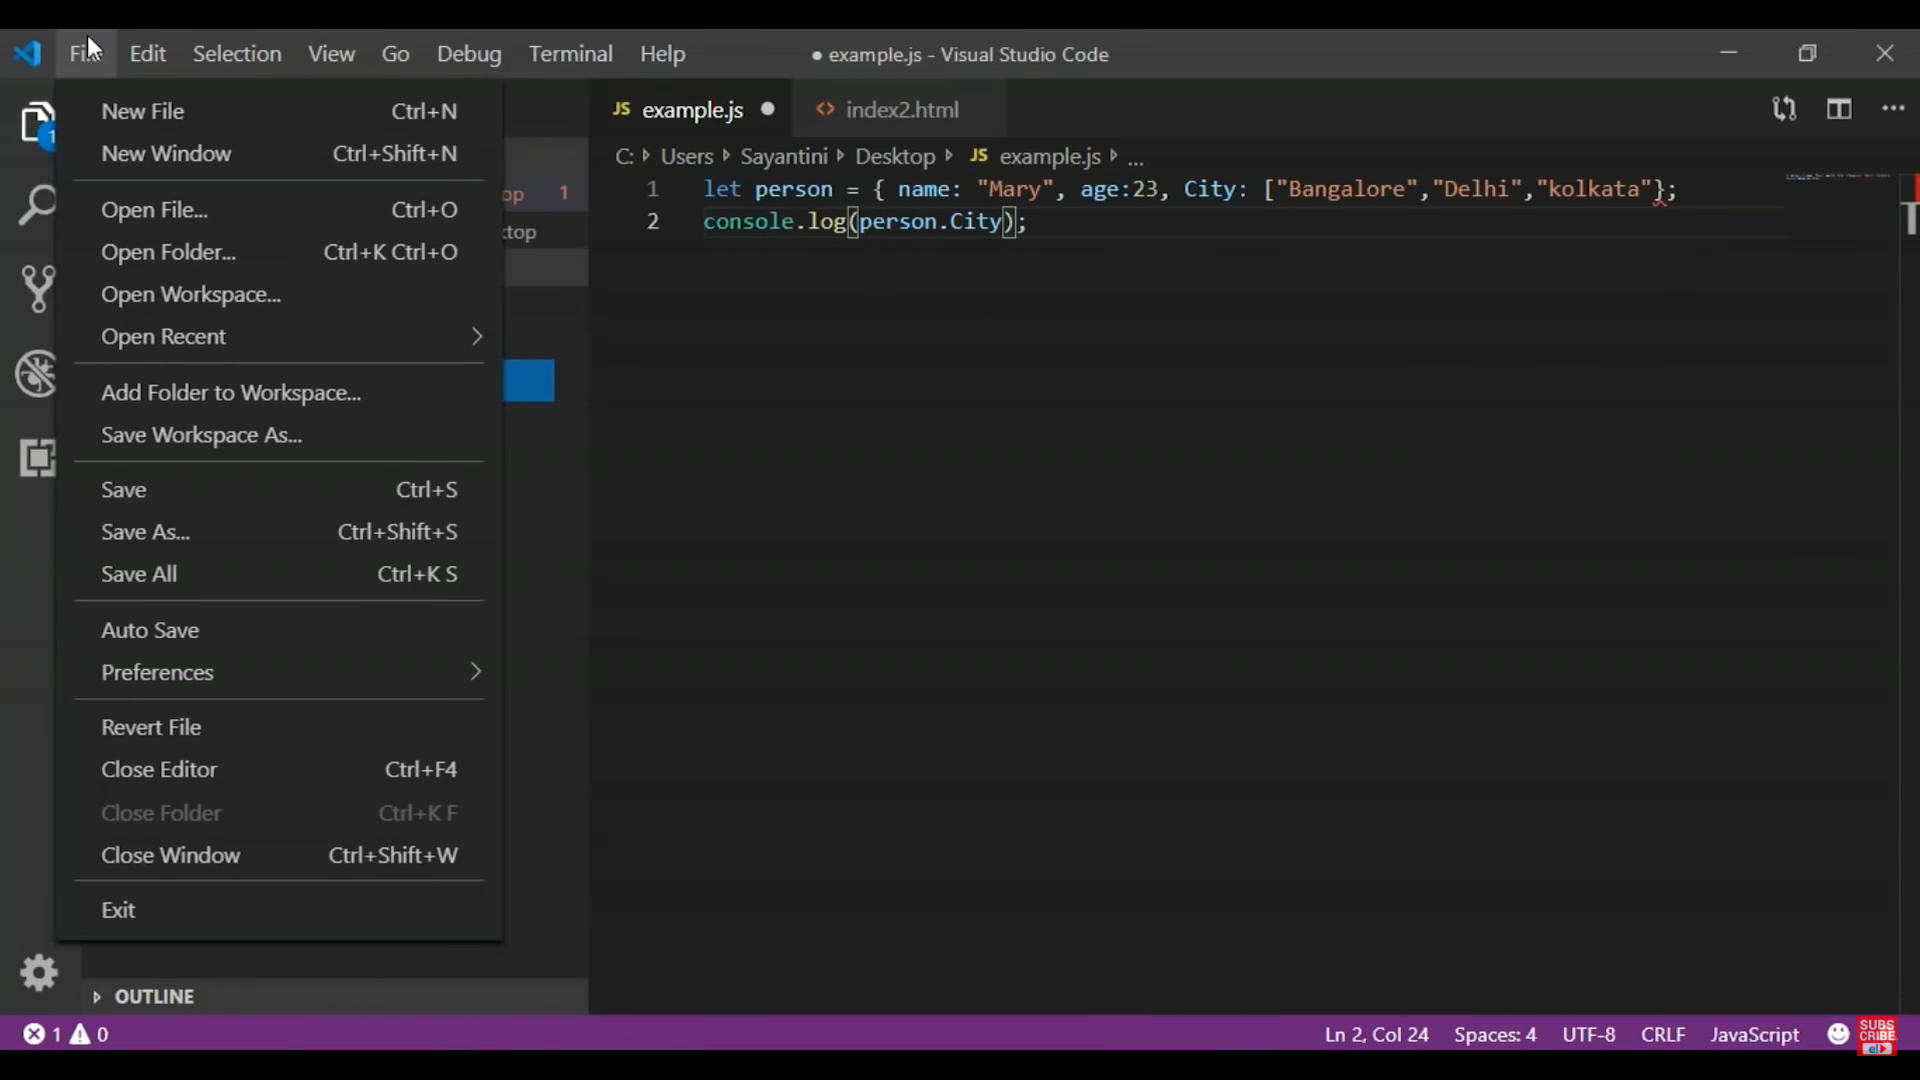 File Edit Selection View Go Debug Terminal Help ● example.js - Visual Studio Code
New File Ctrl+N
New Window Ctrl+Shift+N
Open File... Ctrl+O
Open Folder... Ctrl+K Ctrl+O
Open Workspace...
Open Recent
Add Folder to Workspace...
Save Workspace As...
Save Ctrl+S
Save As... Ctrl+Shift+S
Save All Ctrl+K S
Auto Save
Preferences
Revert File
Close Editor Ctrl+F4
Close Folder Ctrl+K F
Close Window Ctrl+Shift+W
Exit
1
1
OUTLINE
JS example.js ● <> index2.html
C: Users Sayantini Desktop JS example.js ...
1 let person = { name: "Mary", age:23, City: ["Bangalore","Delhi","kolkata"};
2 console.log(person.City);
1 0 Ln 2, Col 24 Spaces: 4 UTF-8 CRLF JavaScript
SUBSCRIBE
e!